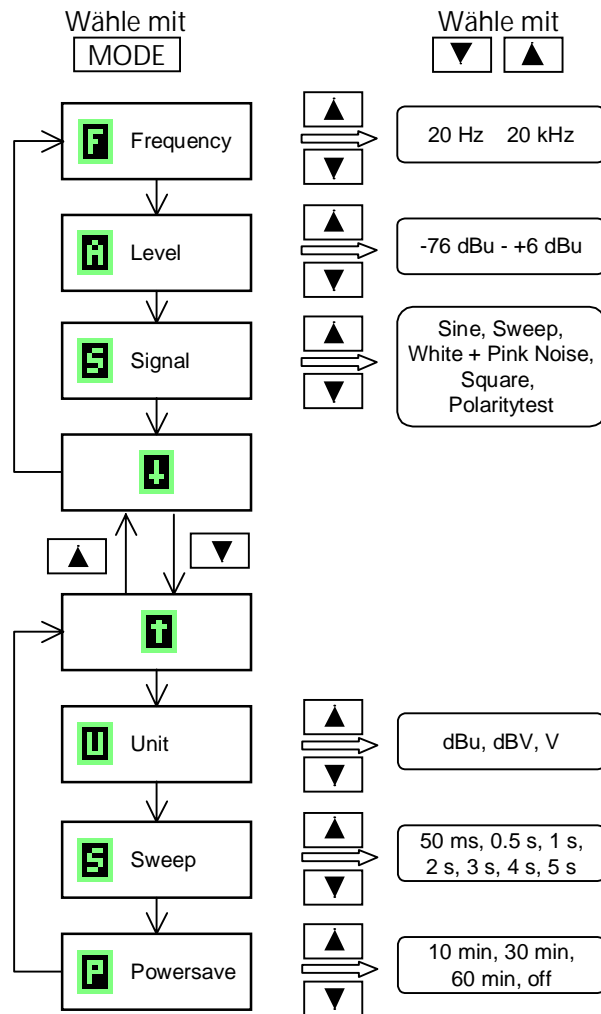 Wähle mit
MODE
Wähle mit
▼ ▲
F Frequency
▲
▼
20 Hz 20 kHz
A Level
▲
▼
-76 dBu - +6 dBu
S Signal
▲
▼
Sine, Sweep,
White + Pink Noise,
Square,
Polaritytest
↓
▲
▼
↑
U Unit
▲
▼
dBu, dBV, V
S Sweep
▲
▼
50 ms, 0.5 s, 1 s,
2 s, 3 s, 4 s, 5 s
P Powersave
▲
▼
10 min, 30 min,
60 min, off